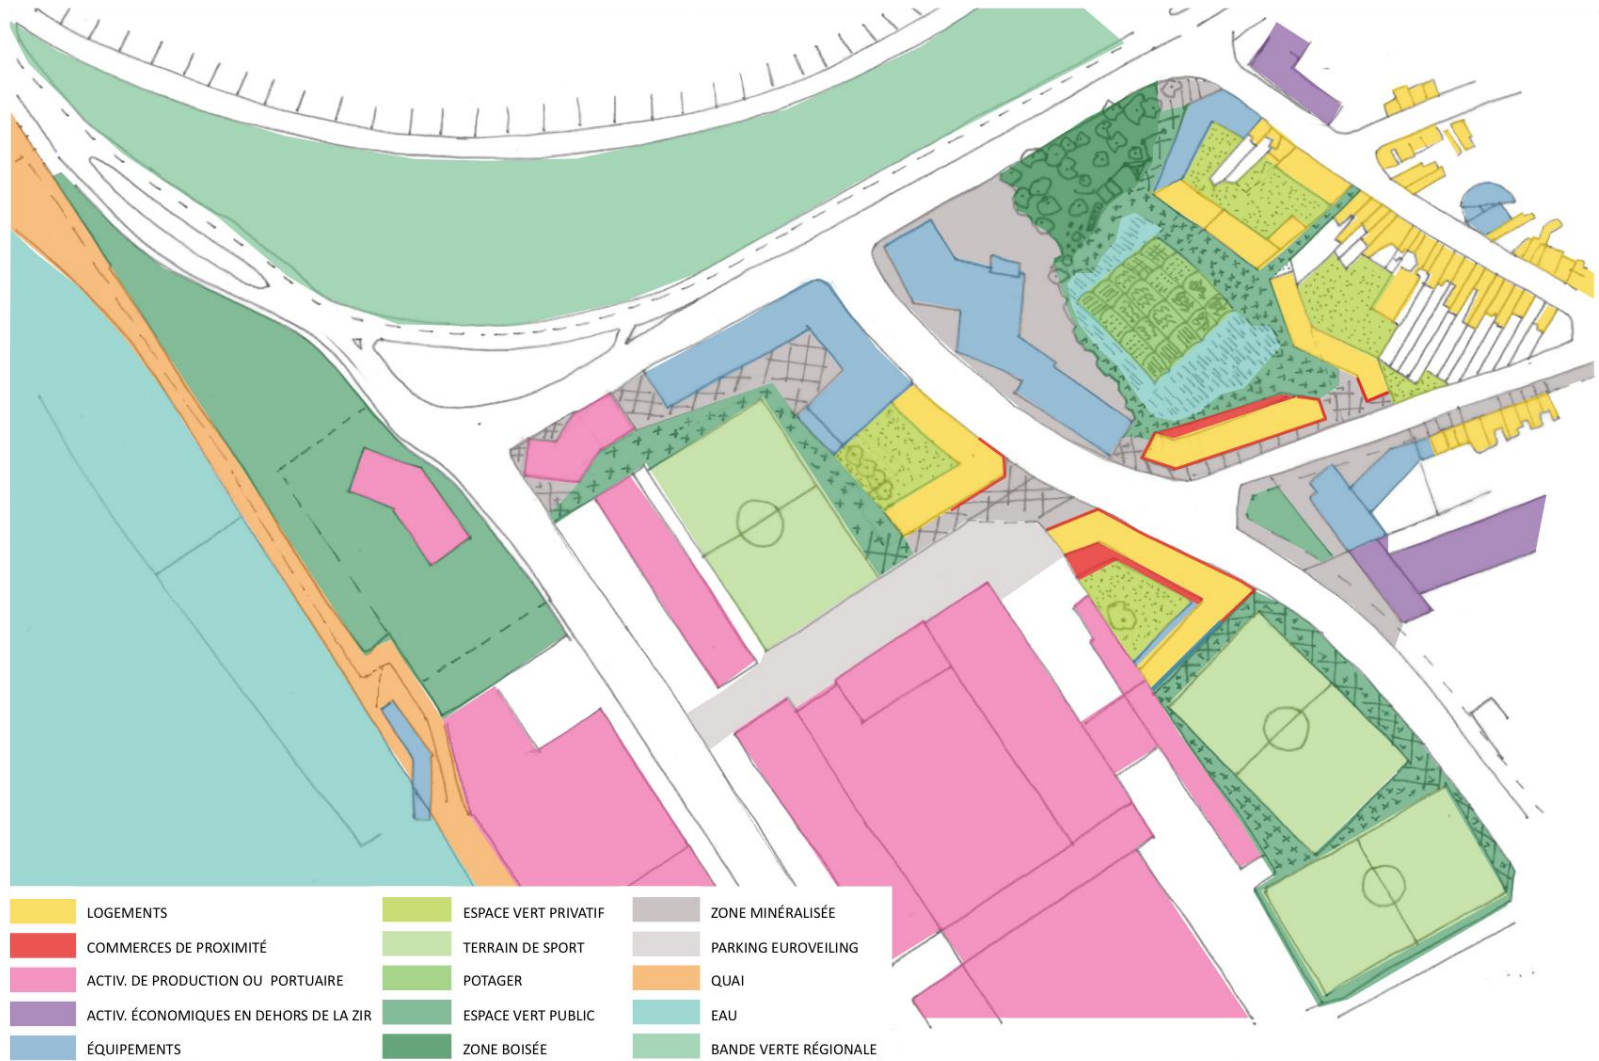 LOGEMENTS
COMMERCES DE PROXIMITÉ
ACTIV. DE PRODUCTION OU PORTUAIRE
ACTIV. ÉCONOMIQUES EN DEHORS DE LA ZIR
ÉQUIPEMENTS
ESPACE VERT PRIVATIF
TERRAIN DE SPORT
POTAGER
ESPACE VERT PUBLIC
ZONE BOISÉE
ZONE MINÉRALISÉE
PARKING EUROVEILING
QUAI
EAU
BANDE VERTE RÉGIONALE